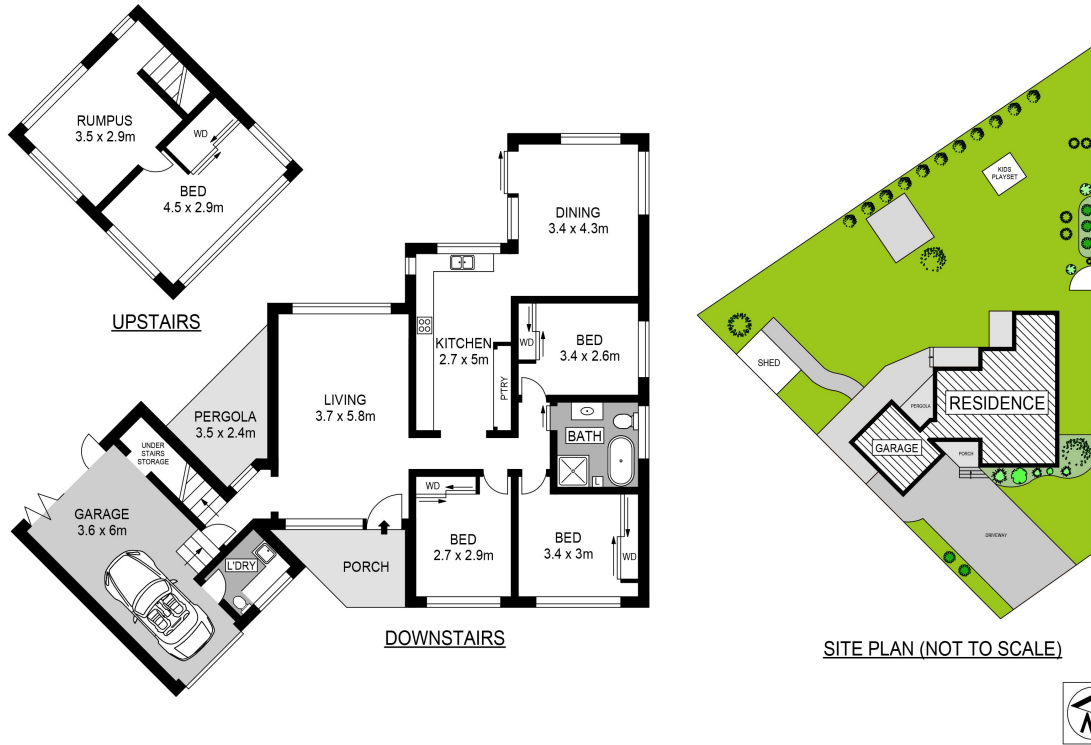 RUMPUS
3.5 x 2.9m
WD
BED
4.5 x 2.9m
UPSTAIRS
DINING
3.4 x 4.3m
KITCHEN
2.7 x 5m
PTRY
WD
BED
3.4 x 2.6m
LIVING
3.7 x 5.8m
PERGOLA
3.5 x 2.4m
BATH
L
UNDER
STAIRS
STORAGE
GARAGE
3.6 x 6m
L'DRY
PORCH
WD
BED
2.7 x 2.9m
BED
3.4 x 3m
WD
DOWNSTAIRS
KIDS
PLAYSET
SHED
PERGOLA
RESIDENCE
GARAGE
PORCH
DRIVEWAY
SITE PLAN (NOT TO SCALE)
N